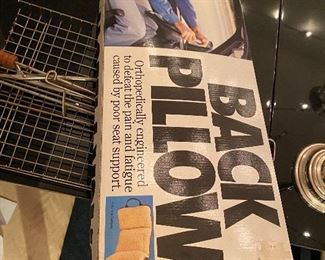 BACK
PILLOW
Orthopedically engineered
to defeat the pain and fatigue
caused by poor seat support.